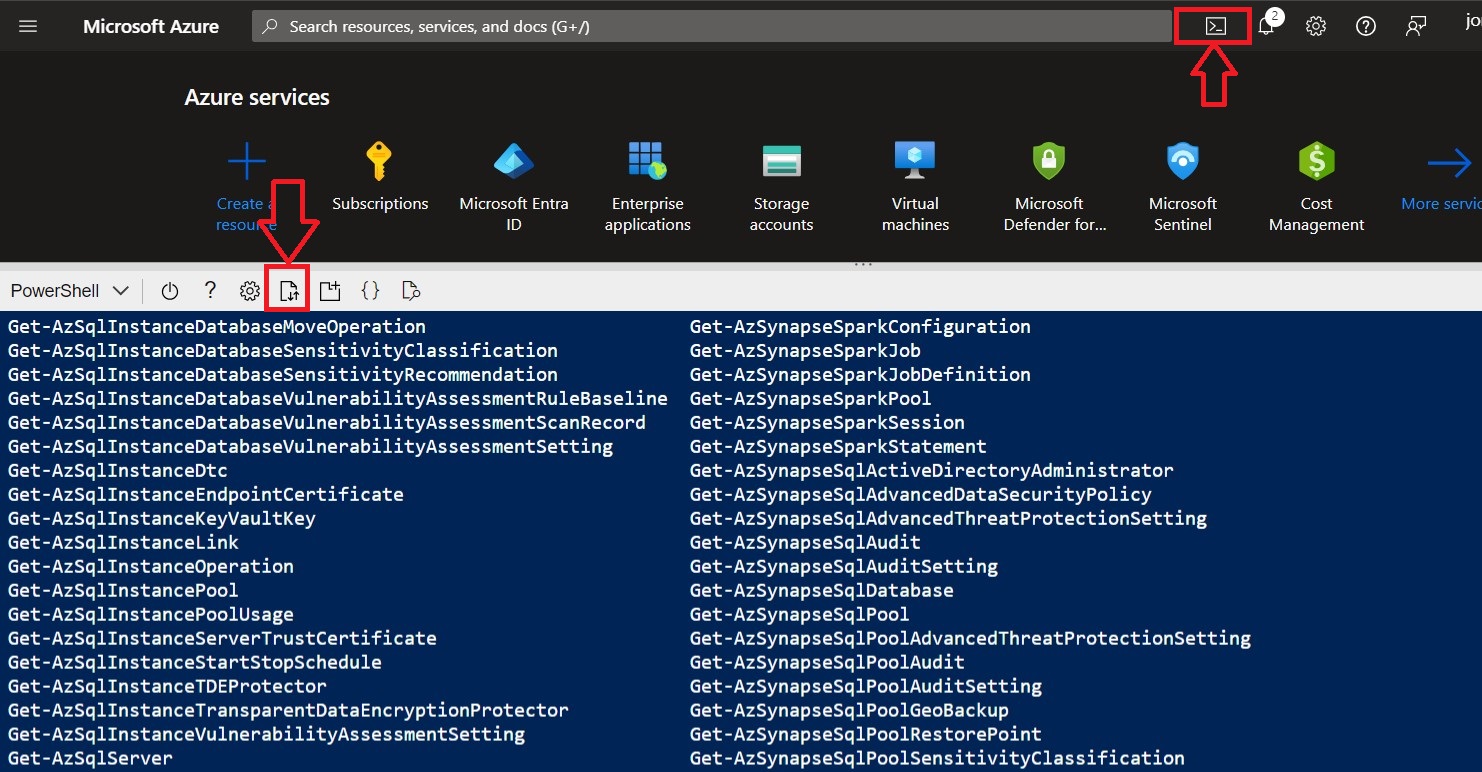 Microsoft Azure
Search resources, services, and docs (G+/)
2
jo
Azure services
Create a
resource
Subscriptions
Microsoft Entra
ID
Enterprise
applications
Storage
accounts
Virtual
machines
Microsoft
Defender for...
Microsoft
Sentinel
Cost
Management
More servic
PowerShell
Get-AzSqlInstanceDatabaseMoveOperation
Get-AzSqlInstanceDatabaseSensitivityClassification
Get-AzSqlInstanceDatabaseSensitivityRecommendation
Get-AzSqlInstanceDatabaseVulnerabilityAssessmentRuleBaseline
Get-AzSqlInstanceDatabaseVulnerabilityAssessmentScanRecord
Get-AzSqlInstanceDatabaseVulnerabilityAssessmentSetting
Get-AzSqlInstanceDtc
Get-AzSqlInstanceEndpointCertificate
Get-AzSqlInstanceKeyVaultKey
Get-AzSqlInstanceLink
Get-AzSqlInstanceOperation
Get-AzSqlInstancePool
Get-AzSqlInstancePoolUsage
Get-AzSqlInstanceServerTrustCertificate
Get-AzSqlInstanceStartStopSchedule
Get-AzSqlInstanceTDEProtector
Get-AzSqlInstanceTransparentDataEncryptionProtector
Get-AzSqlInstanceVulnerabilityAssessmentSetting
Get-AzSqlServer
Get-AzSynapseSparkConfiguration
Get-AzSynapseSparkJob
Get-AzSynapseSparkJobDefinition
Get-AzSynapseSparkPool
Get-AzSynapseSparkSession
Get-AzSynapseSparkStatement
Get-AzSynapseSqlActiveDirectoryAdministrator
Get-AzSynapseSqlAdvancedDataSecurityPolicy
Get-AzSynapseSqlAdvancedThreatProtectionSetting
Get-AzSynapseSqlAudit
Get-AzSynapseSqlAuditSetting
Get-AzSynapseSqlDatabase
Get-AzSynapseSqlPool
Get-AzSynapseSqlPoolAdvancedThreatProtectionSetting
Get-AzSynapseSqlPoolAudit
Get-AzSynapseSqlPoolAuditSetting
Get-AzSynapseSqlPoolGeoBackup
Get-AzSynapseSqlPoolRestorePoint
Get-AzSynapseSqlPoolSensitivityClassification